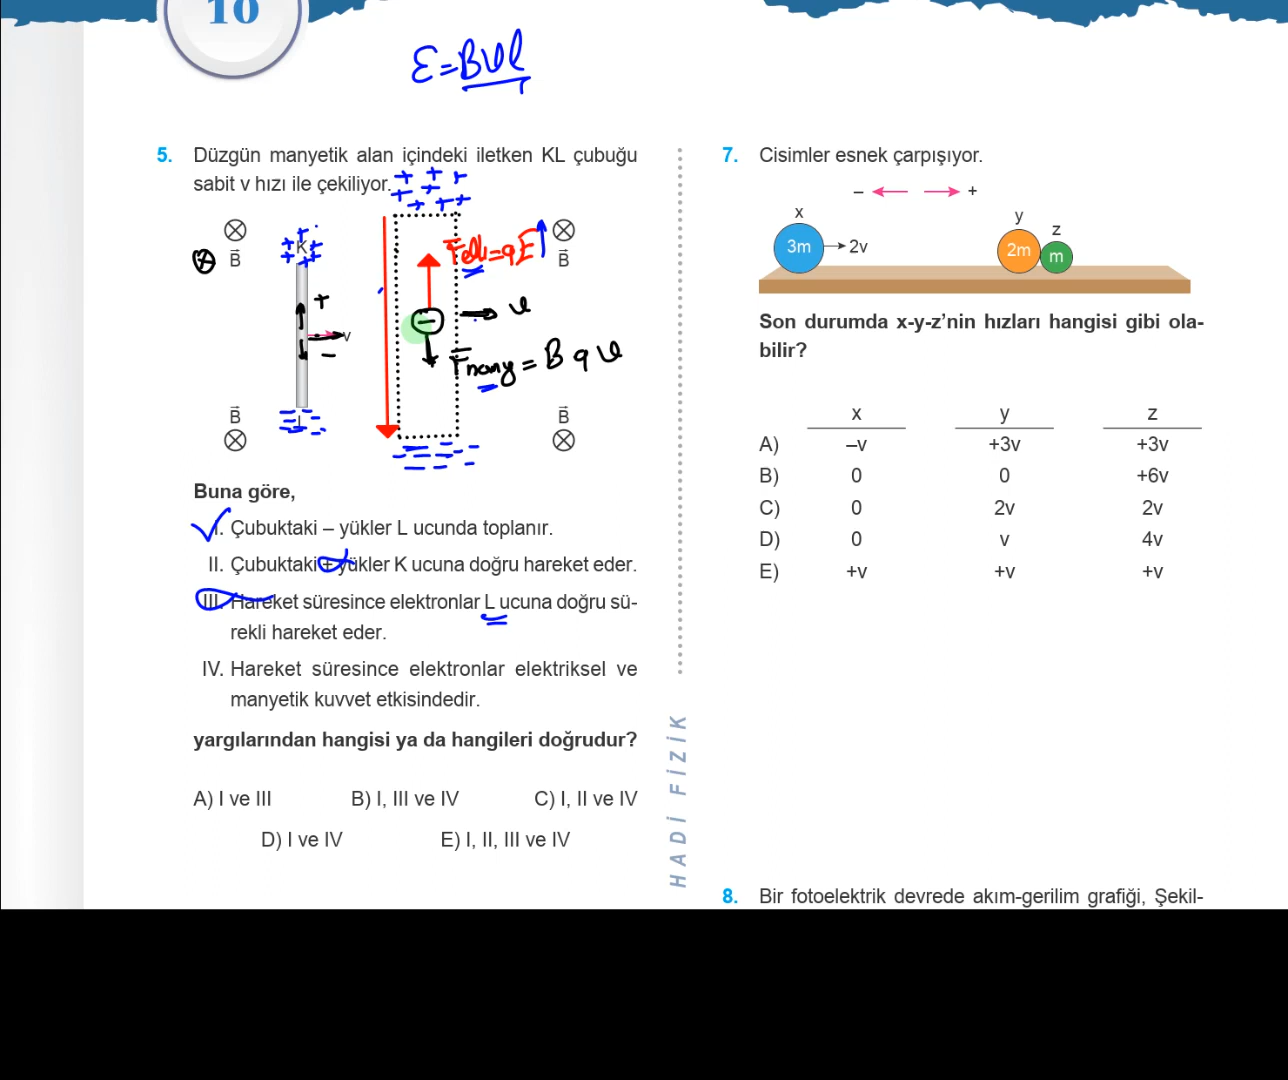 10
ε=Bvl
5. Düzgün manyetik alan içindeki iletken KL çubuğu
sabit v hızı ile çekiliyor.
K
B
B
+
v
–
Felk=qE
v
Fmany = B q v
B
L
B
Buna göre,
I. Çubuktaki – yükler L ucunda toplanır.
II. Çubuktaki + yükler K ucuna doğru hareket eder.
III. Hareket süresince elektronlar L ucuna doğru sü-
rekli hareket eder.
IV. Hareket süresince elektronlar elektriksel ve
manyetik kuvvet etkisindedir.
yargılarından hangisi ya da hangileri doğrudur?
A) I ve III B) I, III ve IV C) I, II ve IV
D) I ve IV E) I, II, III ve IV
HADİ FİZİK
7. Cisimler esnek çarpışıyor.
– +
x y z
3m 2v 2m m
Son durumda x-y-z’nin hızları hangisi gibi ola-
bilir?
x y z
A) –v +3v +3v
B) 0 0 +6v
C) 0 2v 2v
D) 0 v 4v
E) +v +v +v
8. Bir fotoelektrik devrede akım-gerilim grafiği, Şekil-